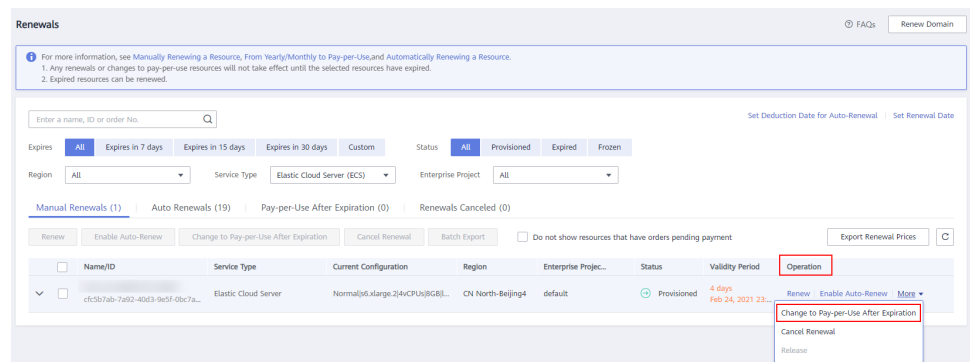 Renewals
FAQs
Renew Domain
For more information, see Manually Renewing a Resource, From Yearly/Monthly to Pay-per-Use,and Automatically Renewing a Resource.
1. Any renewals or changes to pay-per-use resources will not take effect until the selected resources have expired.
2. Expired resources can be renewed.
Enter a name, ID or order No.
Set Deduction Date for Auto-Renewal Set Renewal Date
Expires All Expires in 7 days Expires in 15 days Expires in 30 days Custom Status All Provisioned Expired Frozen
Region All Service Type Elastic Cloud Server (ECS) Enterprise Project All
Manual Renewals (1) Auto Renewals (19) Pay-per-Use After Expiration (0) Renewals Canceled (0)
Renew Enable Auto-Renew Change to Pay-per-Use After Expiration Cancel Renewal Batch Export Do not show resources that have orders pending payment Export Renewal Prices
Name/ID Service Type Current Configuration Region Enterprise Projec... Status Validity Period Operation
cfc5b7ab-7a92-40d3-9e5f-0bc7a... Elastic Cloud Server Normal|s6.xlarge.2|4vCPUs|8GB|l... CN North-Beijing4 default Provisioned 4 days Feb 24, 2021 23:... Renew Enable Auto-Renew More
Change to Pay-per-Use After Expiration
Cancel Renewal
Release